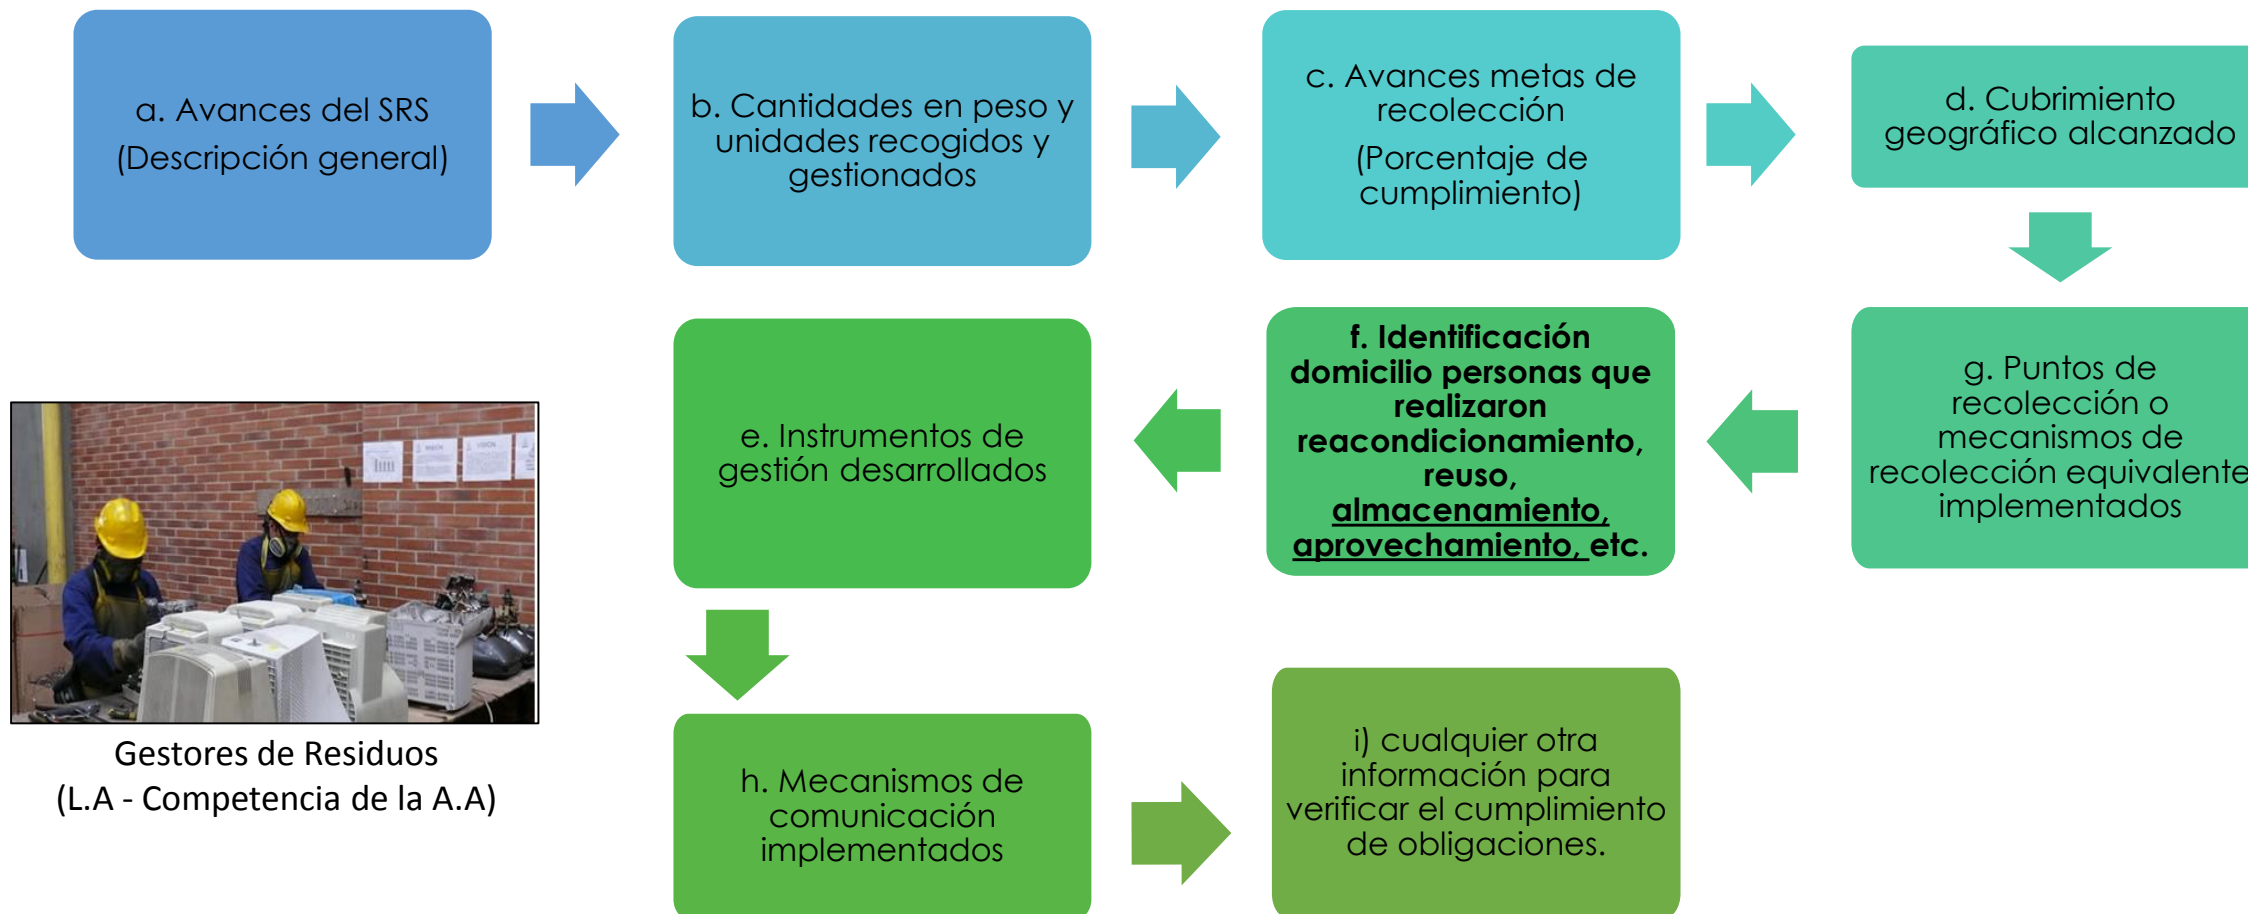 a. Avances del SRS
(Descripción general)
b. Cantidades en peso y
unidades recogidos y
gestionados
c. Avances metas de
recolección
(Porcentaje de
cumplimiento)
d. Cubrimiento
geográfico alcanzado
g. Puntos de
recolección o
mecanismos de
recolección equivalente
implementados
f. Identificación
domicilio personas que
realizaron
reacondicionamiento,
reuso,
almacenamiento,
aprovechamiento, etc.
e. Instrumentos de
gestión desarrollados
h. Mecanismos de
comunicación
implementados
i) cualquier otra
información para
verificar el cumplimiento
de obligaciones.
MISIÓN
VISIÓN
Gestores de Residuos
(L.A - Competencia de la A.A)